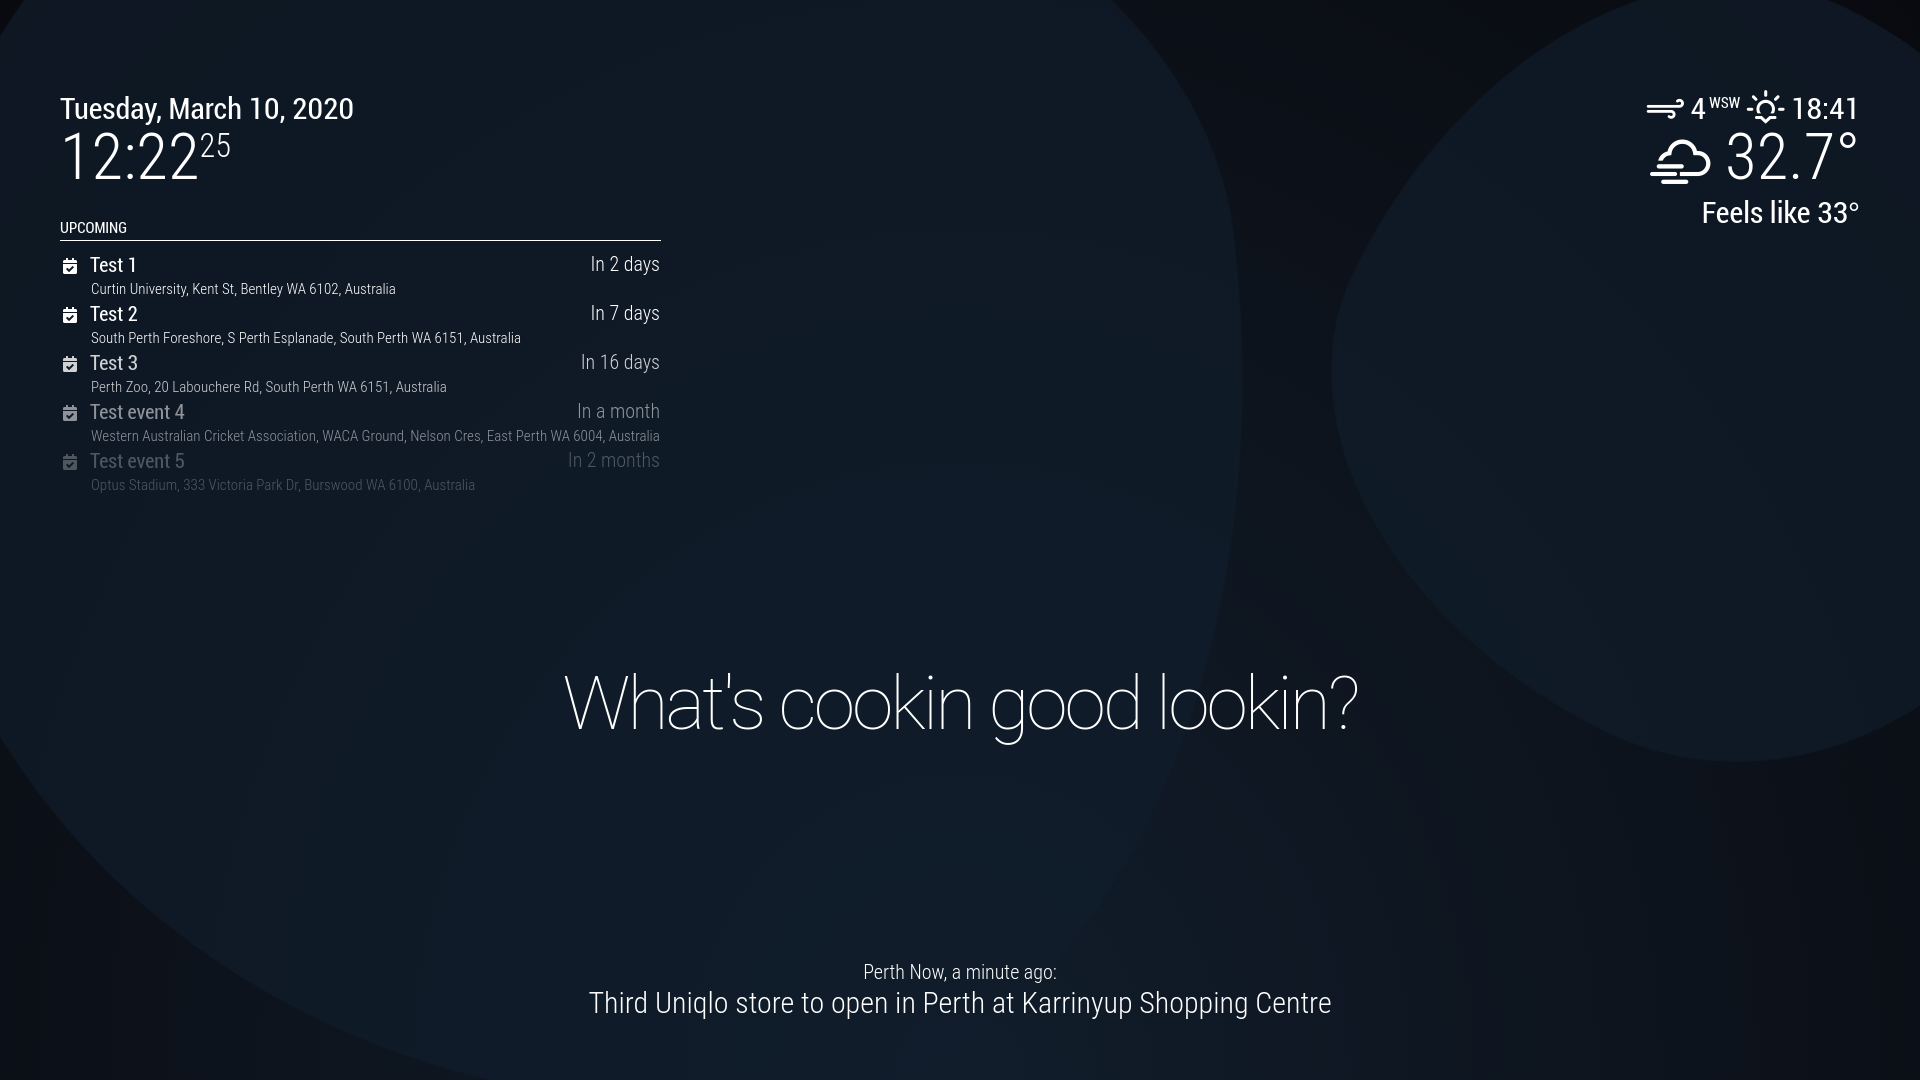 Tuesday, March 10, 2020
12:22 25
UPCOMING
Test 1 In 2 days
Curtin University, Kent St, Bentley WA 6102, Australia
Test 2 In 7 days
South Perth Foreshore, S Perth Esplanade, South Perth WA 6151, Australia
Test 3 In 16 days
Perth Zoo, 20 Labouchere Rd, South Perth WA 6151, Australia
Test event 4 In a month
Western Australian Cricket Association, WACA Ground, Nelson Cres, East Perth WA 6004, Australia
Test event 5 In 2 months
Optus Stadium, 333 Victoria Park Dr, Burswood WA 6100, Australia
4 WSW 18:41
32.7°
Feels like 33°
What's cookin good lookin?
Perth Now, a minute ago:
Third Uniqlo store to open in Perth at Karrinyup Shopping Centre